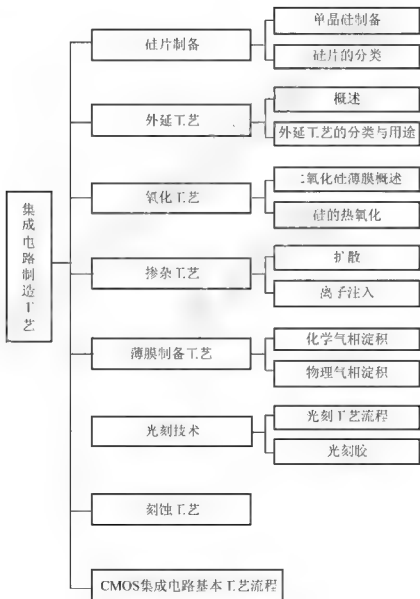 集成电路制造工艺
硅片制备
单晶硅制备
硅片的分类
外延工艺
概述
外延工艺的分类与用途
氧化工艺
二氧化硅薄膜概述
硅的热氧化
掺杂工艺
扩散
离子注入
薄膜制备工艺
化学气相淀积
物理气相淀积
光刻技术
光刻工艺流程
光刻胶
刻蚀工艺
CMOS集成电路基本工艺流程